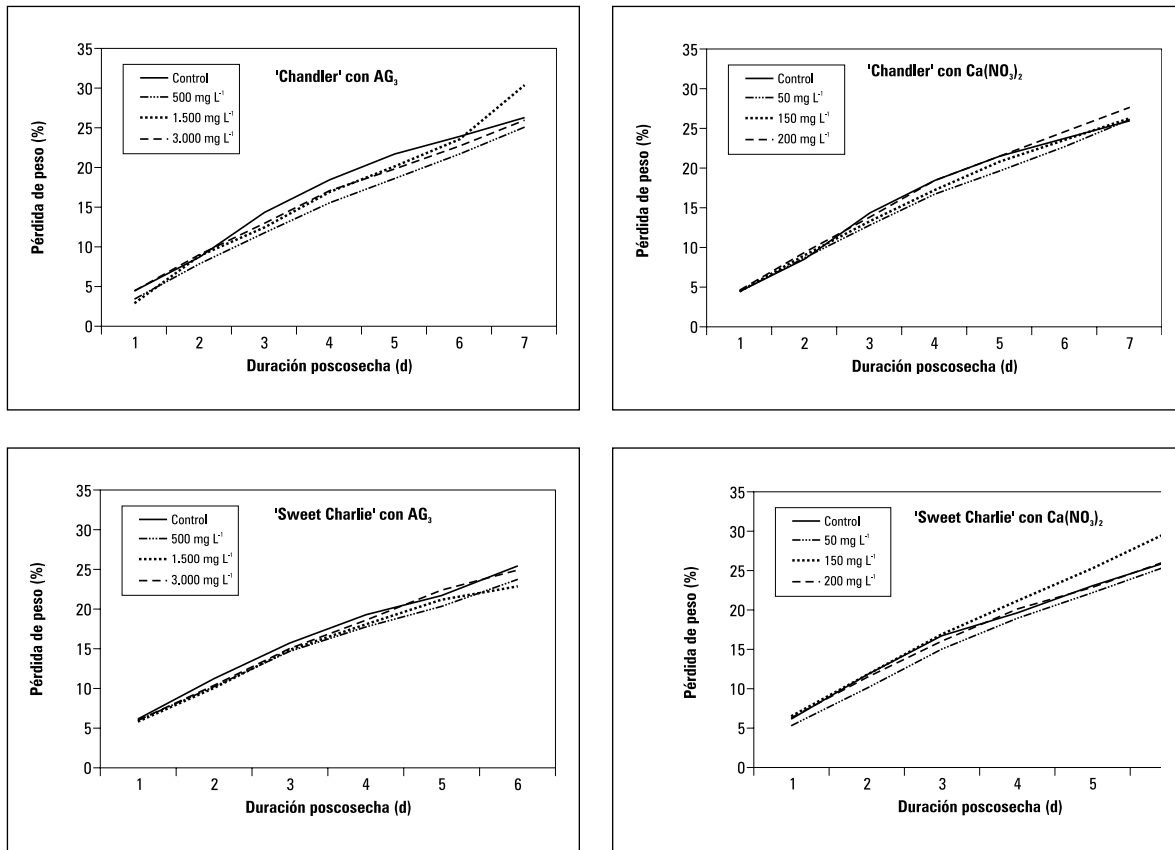 'Chandler' con AG₃
Control
500 mg L⁻¹
1.500 mg L⁻¹
3.000 mg L⁻¹
Pérdida de peso (%)
35
30
25
20
15
10
5
0
1 2 3 4 5 6 7
Duración poscosecha (d)
'Chandler' con Ca(NO₃)₂
Control
50 mg L⁻¹
150 mg L⁻¹
200 mg L⁻¹
Pérdida de peso (%)
35
30
25
20
15
10
5
0
1 2 3 4 5 6 7
Duración poscosecha (d)
'Sweet Charlie' con AG₃
Control
500 mg L⁻¹
1.500 mg L⁻¹
3.000 mg L⁻¹
Pérdida de peso (%)
35
30
25
20
15
10
5
0
1 2 3 4 5 6
Duración poscosecha (d)
'Sweet Charlie' con Ca(NO₃)₂
Control
50 mg L⁻¹
150 mg L⁻¹
200 mg L⁻¹
Pérdida de peso (%)
35
30
25
20
15
10
5
0
1 2 3 4 5
Duración poscosecha (d)